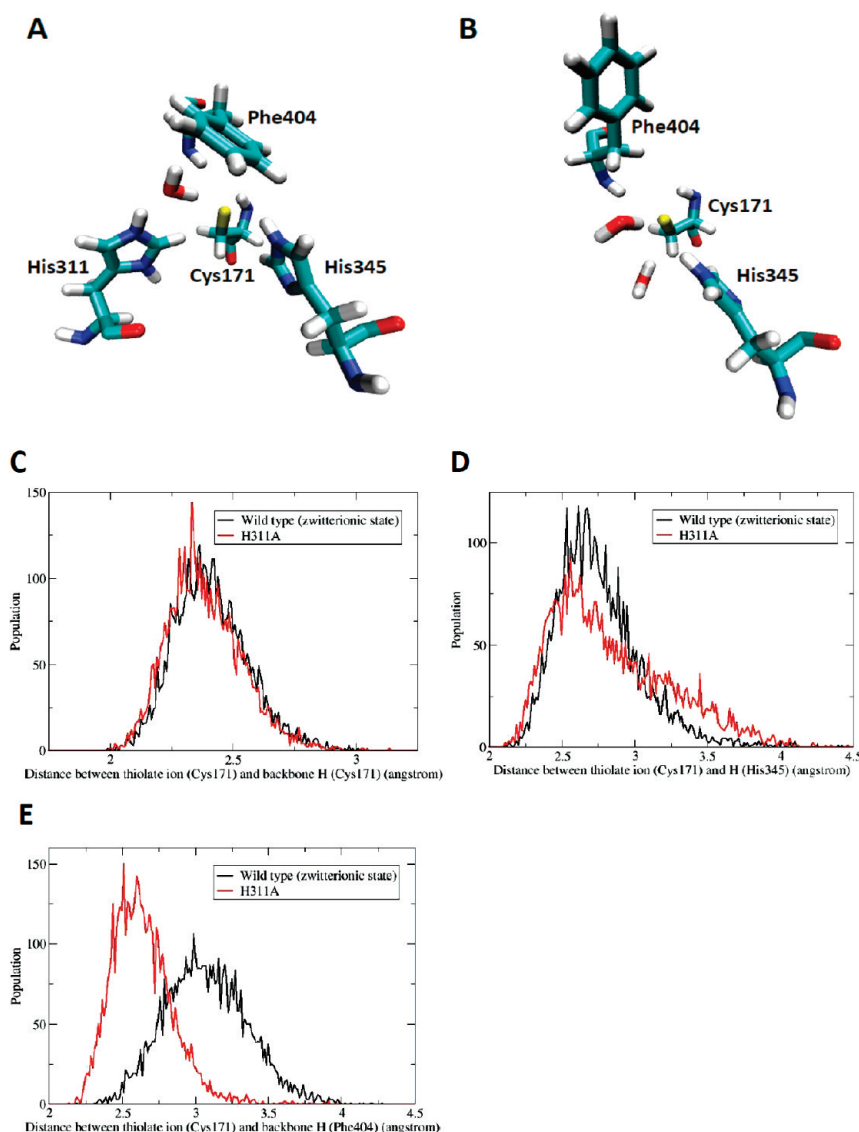 A
Phe404
His311
Cys171
His345
B
Phe404
Cys171
His345
C
150
100
50
0
Population
Wild type (zwitterionic state)
H311A
2
2.5
3
Distance between thiolate ion (Cys171) and backbone H (Cys171) (angstrom)
D
100
50
0
Population
Wild type (zwitterionic state)
H311A
2
2.5
3
3.5
4
4.5
Distance between thiolate ion (Cys171) and H (His345) (angstrom)
E
150
100
50
0
Population
Wild type (zwitterionic state)
H311A
2
2.5
3
3.5
4
4.5
Distance between thiolate ion (Cys171) and backbone H (Phe404) (angstrom)